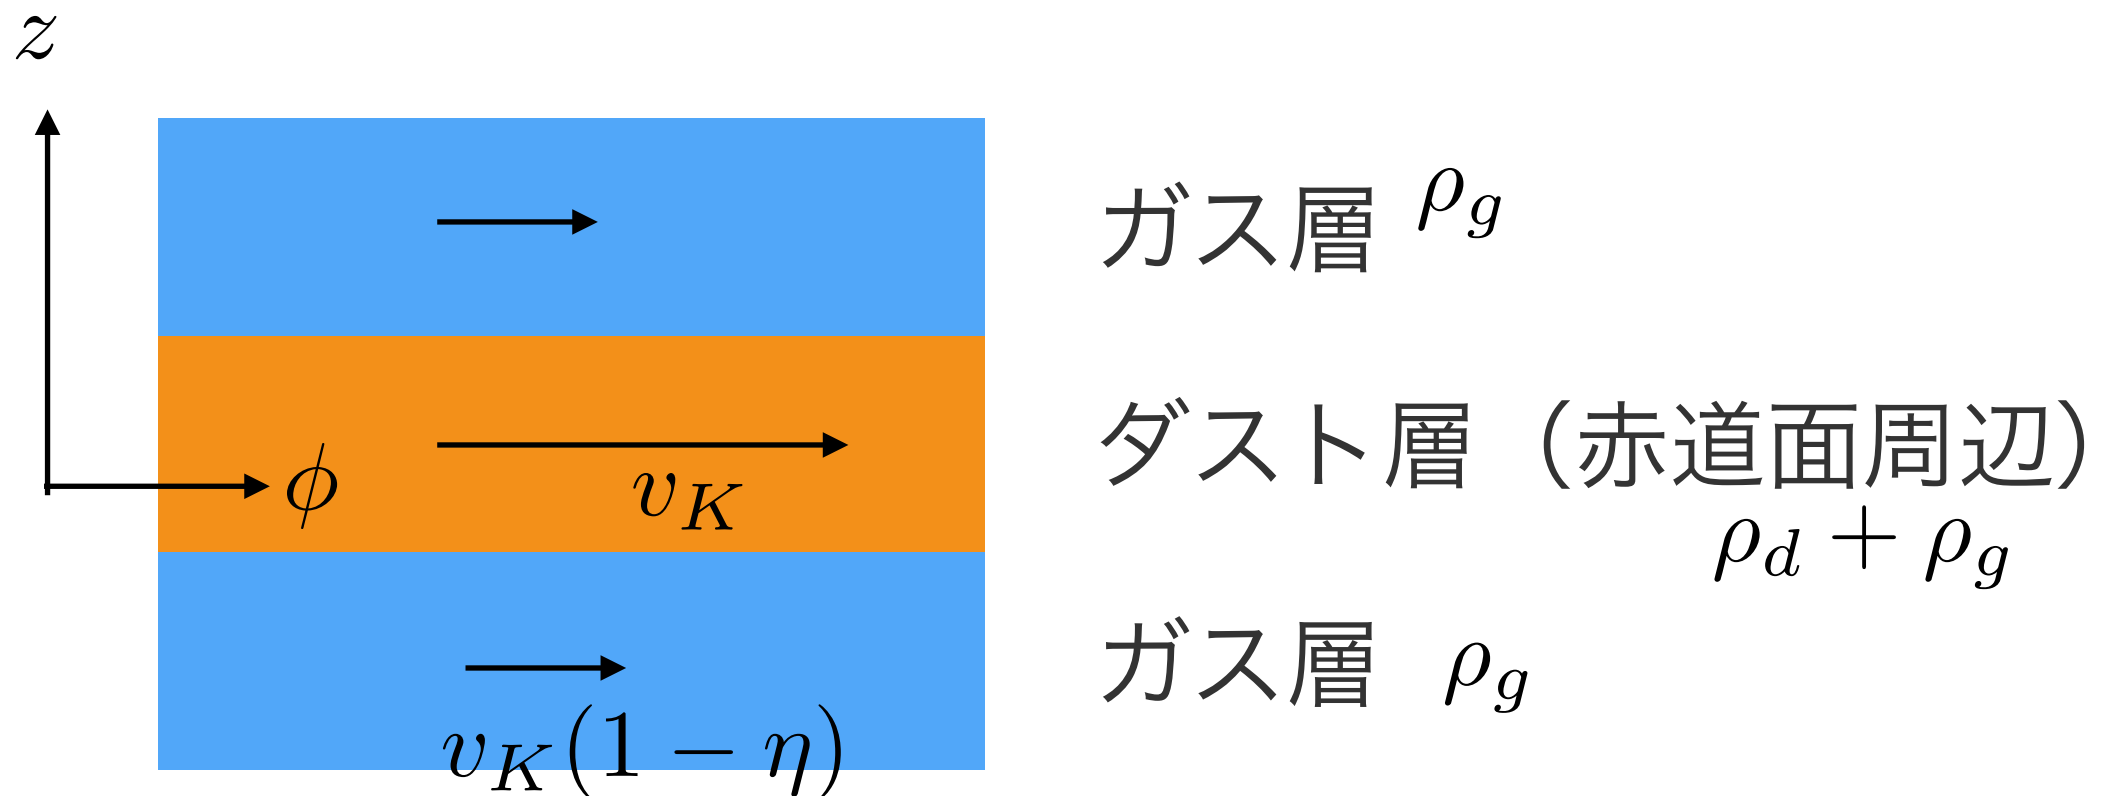 z
ガス層 ρ_g
ダスト層（赤道面周辺）
ϕ
v_K
ρ_d + ρ_g
ガス層 ρ_g
v_K(1 − η)